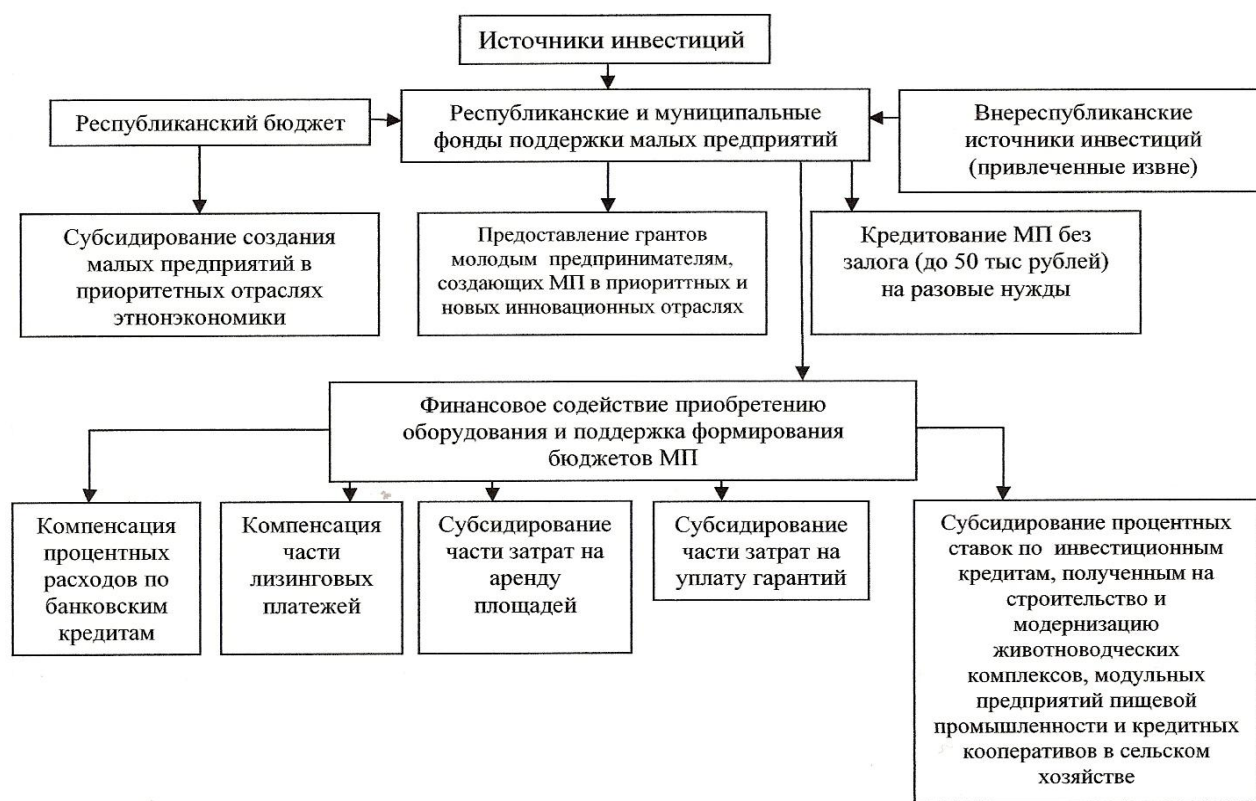 Источники инвестиций
Республиканский бюджет
Республиканские и муниципальные
фонды поддержки малых предприятий
Внереспубликанские
источники инвестиций
(привлеченные извне)
Субсидирование создания
малых предприятий в
приоритетных отраслях
этнонэкономики
Предоставление грантов
молодым предпринимателям,
создающих МП в приориттных и
новых инновационных отраслях
Кредитование МП без
залога (до 50 тыс рублей)
на разовые нужды
Финансовое содействие приобретению
оборудования и поддержка формирования
бюджетов МП
Компенсация
процентных
расходов по
банковским
кредитам
Компенсация
части
лизинговых
платежей
Субсидирование
части затрат на
аренду
площадей
Субсидирование
части затрат на
уплату гарантий
Субсидирование процентных
ставок по инвестиционным
кредитам, полученным на
строительство и
модернизацию
животноводческих
комплексов, модульных
предприятий пищевой
промышленности и кредитных
кооперативов в сельском
хозяйстве